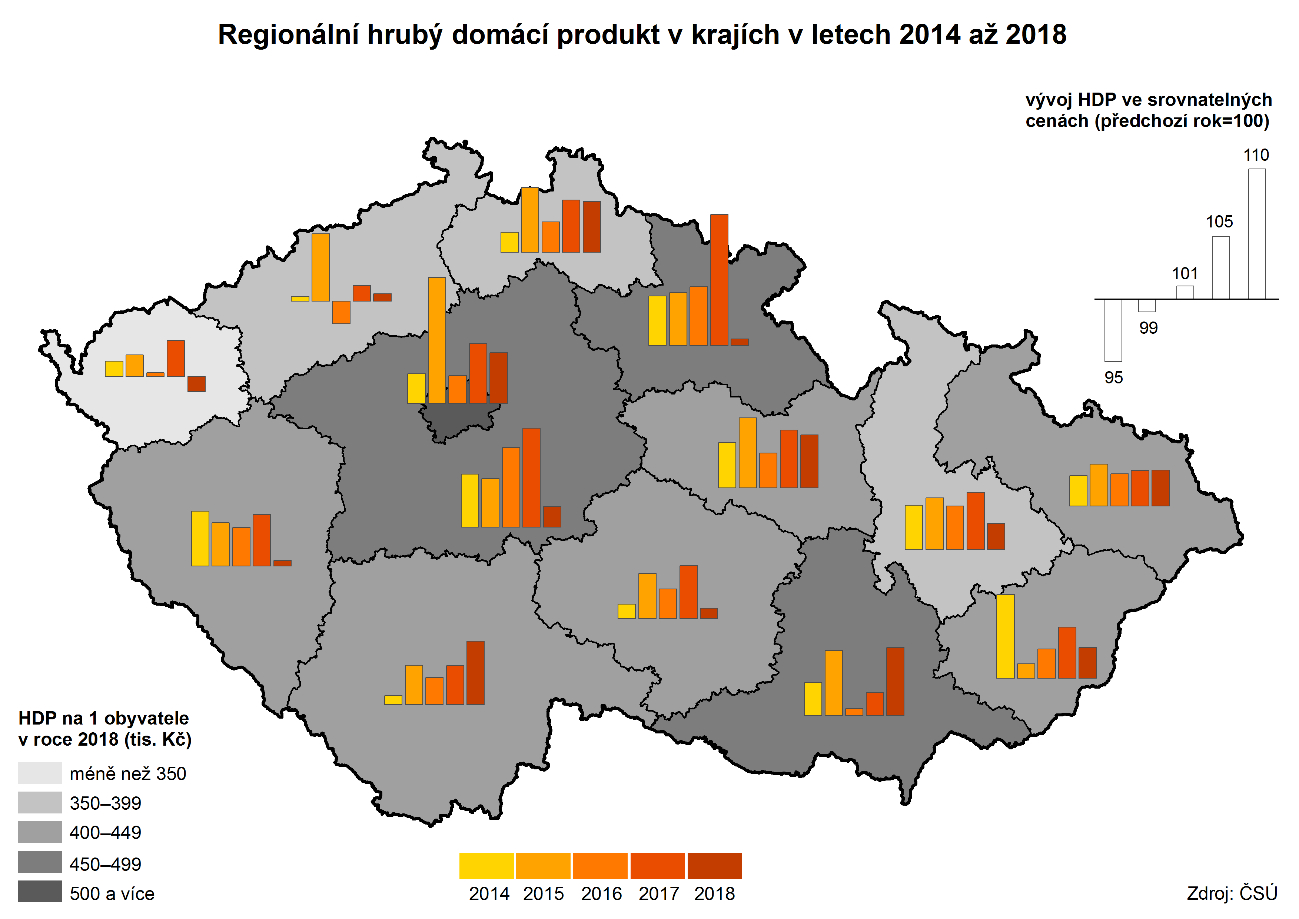 Regionální hrubý domácí produkt v krajích v letech 2014 až 2018
vývoj HDP ve srovnatelných
cenách (předchozí rok=100)
110
105
101
99
95
HDP na 1 obyvatele
v roce 2018 (tis. Kč)
méně než 350
350–399
400–449
450–499
500 a více
2014 2015 2016 2017 2018
Zdroj: ČSÚ